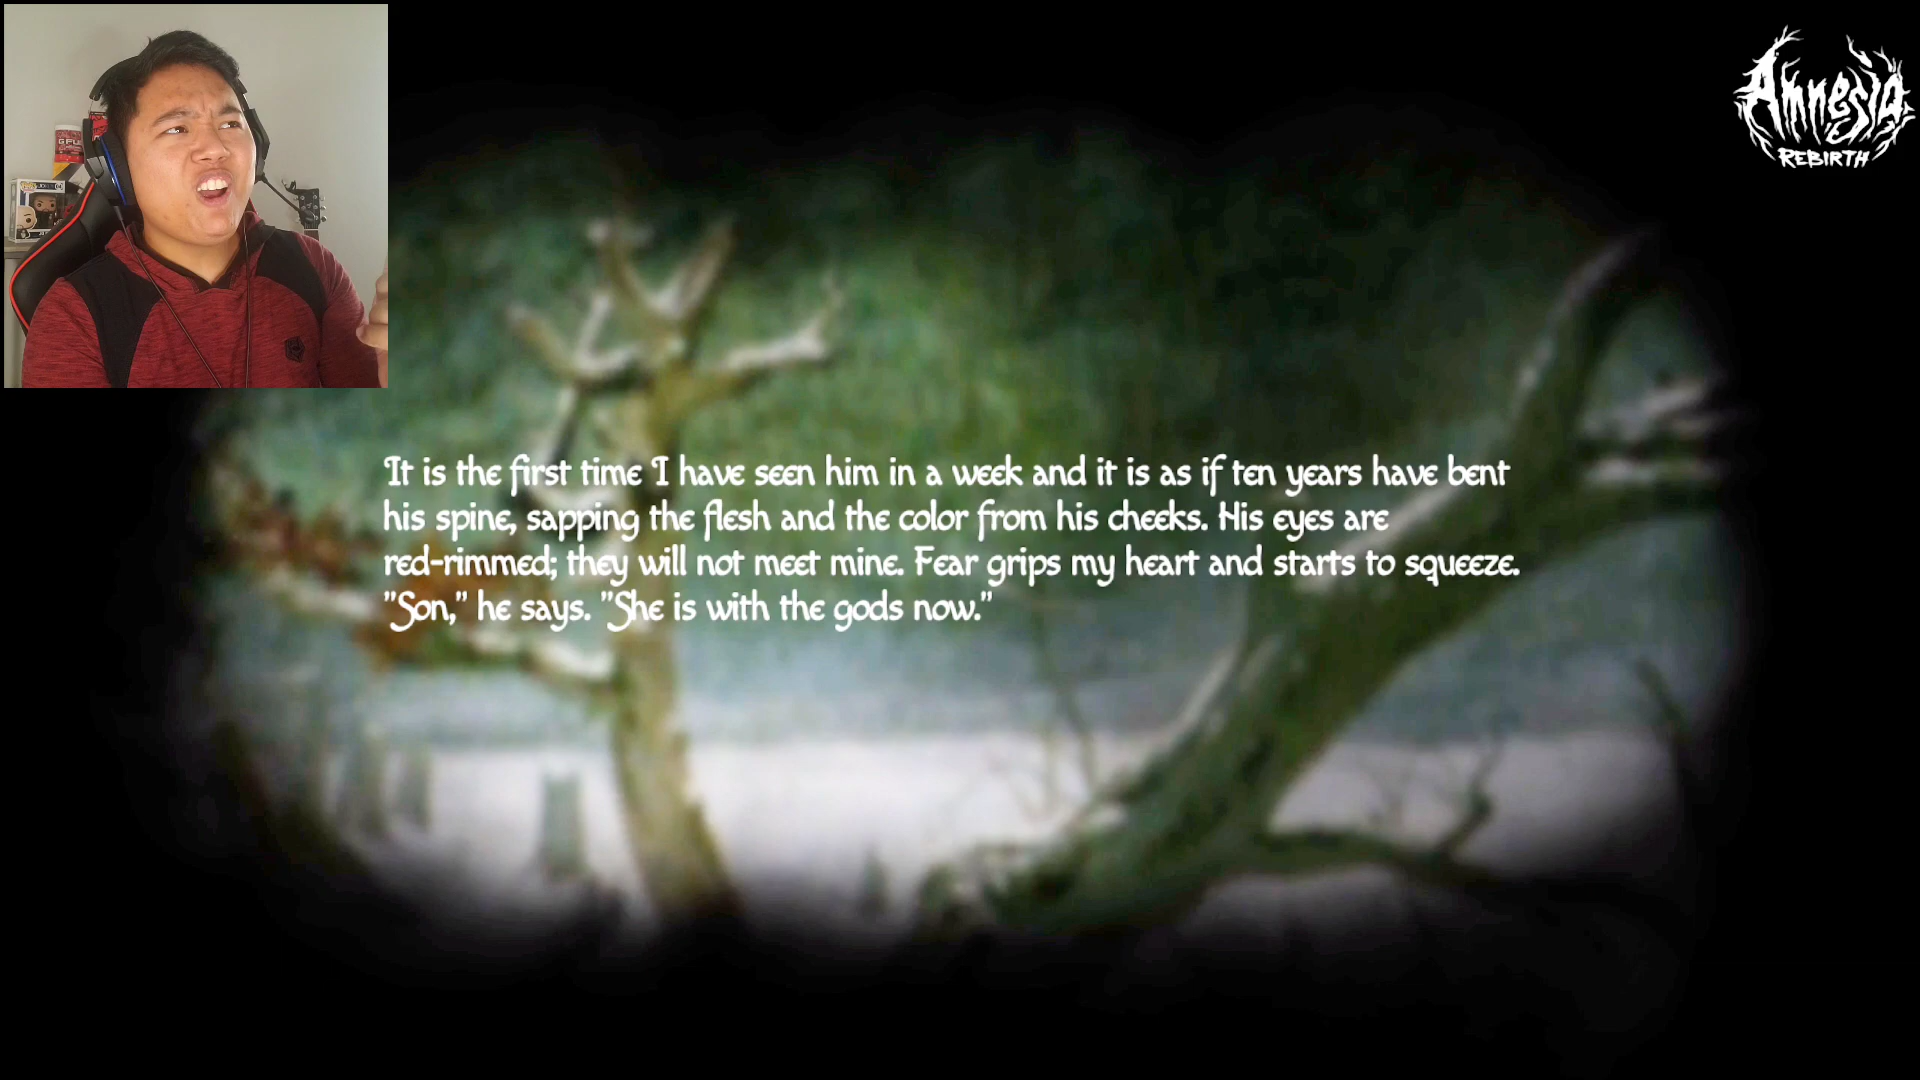 Amnesia
REBIRTH
G FUEL
It is the first time I have seen him in a week and it is as if ten years have bent
his spine, sapping the flesh and the color from his cheeks. His eyes are
red-rimmed; they will not meet mine. Fear grips my heart and starts to squeeze.
"Son," he says. "She is with the gods now."